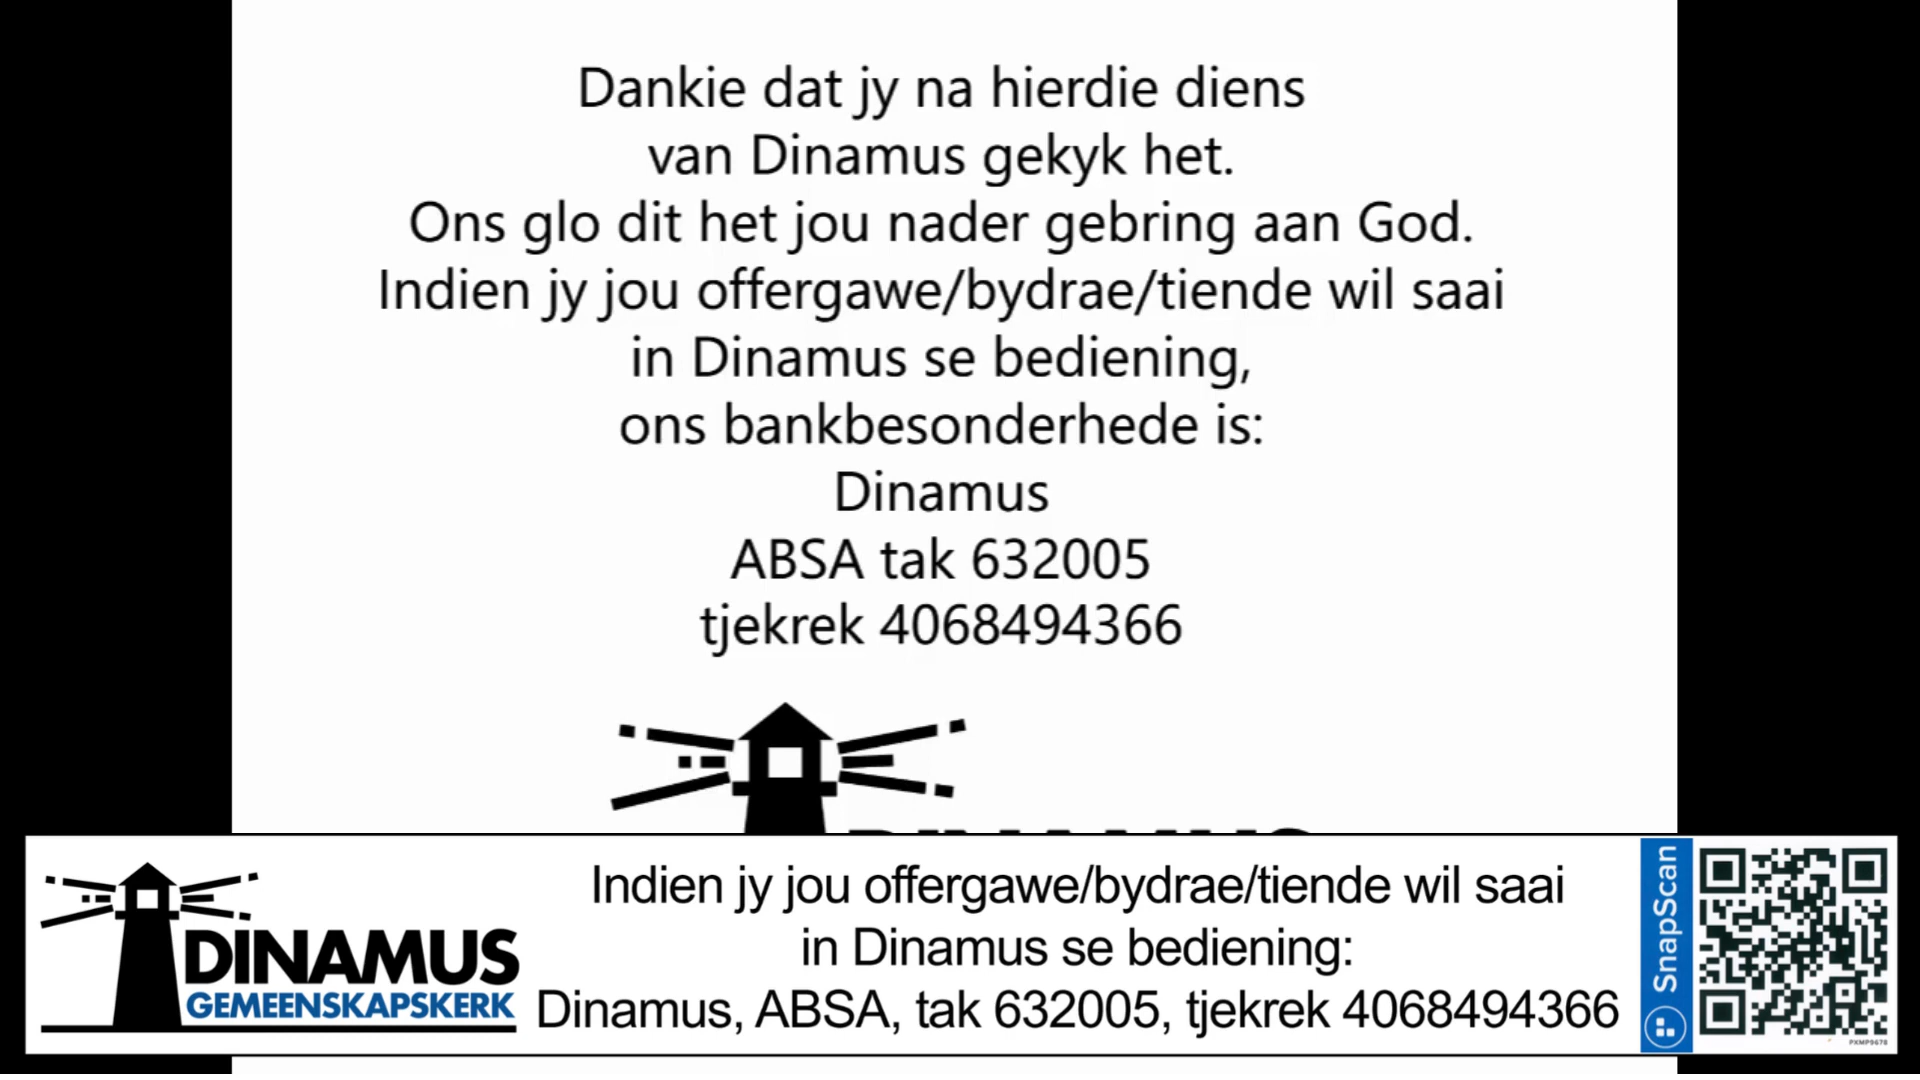 Dankie dat jy na hierdie diens
van Dinamus gekyk het.
Ons glo dit het jou nader gebring aan God.
Indien jy jou offergawe/bydrae/tiende wil saai
in Dinamus se bediening,
ons bankbesonderhede is:
Dinamus
ABSA tak 632005
tjekrek 4068494366
DINAMUS
GEMEENSKAPSKERK
Indien jy jou offergawe/bydrae/tiende wil saai
in Dinamus se bediening:
Dinamus, ABSA, tak 632005, tjekrek 4068494366
SnapScan